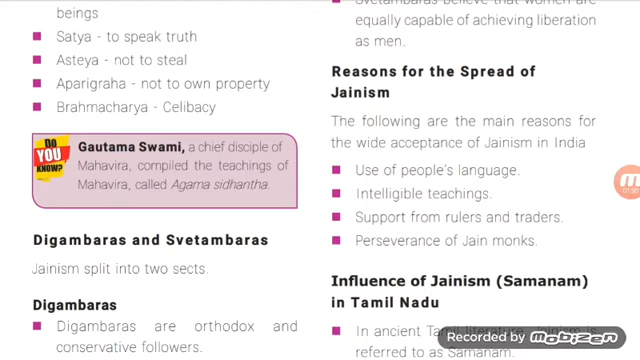 beings
Satya - to speak truth
Asteya - not to steal
Aparigraha - not to own property
Brahmacharya - Celibacy
DO YOU KNOW?
Gautama Swami, a chief disciple of
Mahavira, compiled the teachings of
Mahavira, called Agama sidhantha.
Digambaras and Svetambaras
Jainism split into two sects.
Digambaras
Digambaras are orthodox and
conservative followers.
Svetambaras believe that women are
equally capable of achieving liberation
as men.
Reasons for the Spread of
Jainism
The following are the main reasons for
the wide acceptance of Jainism in India
Use of people's language.
Intelligible teachings.
Support from rulers and traders.
Perseverance of Jain monks.
Influence of Jainism (Samanam)
in Tamil Nadu
In ancient Tamil literature, Jainism is
referred to as Samanam.
M
01:50
Recorded by mobizen